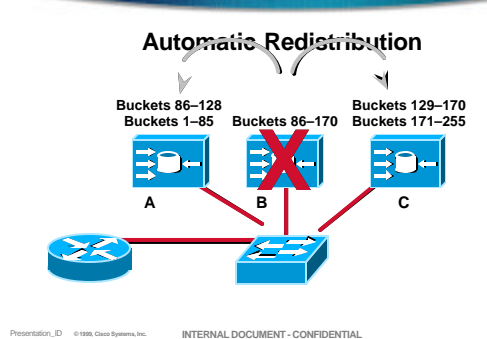 Automatic Redistribution
Buckets 86–128
Buckets 1–85
Buckets 86–170
Buckets 129–170
Buckets 171–255
A
B
C
Presentation_ID © 1999, Cisco Systems, Inc. INTERNAL DOCUMENT - CONFIDENTIAL